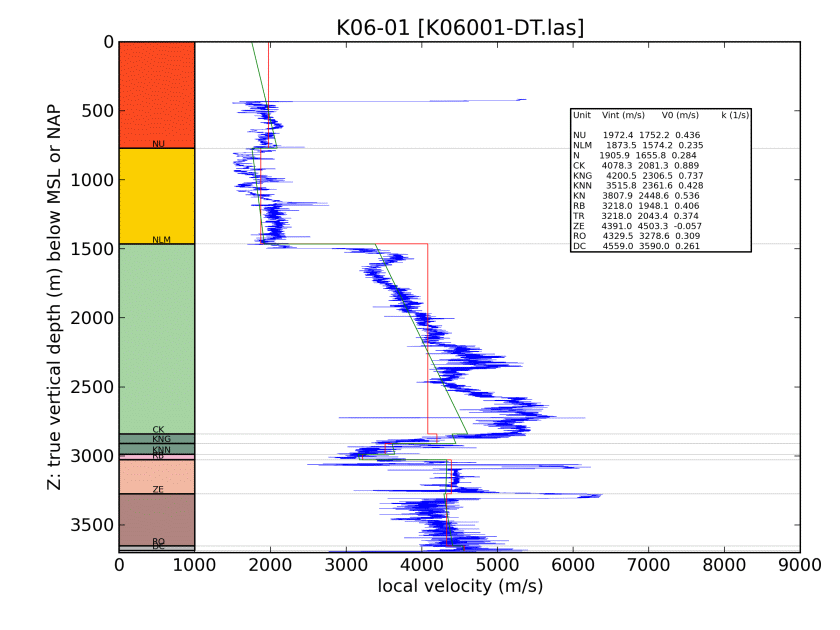 K06-01 [K06001-DT.las]
Z: true vertical depth (m) below MSL or NAP
0
500
1000
1500
2000
2500
3000
3500
NU
NLM
CK
KNG
KNN
RB
ZE
RO
DC
Unit Vint (m/s) V0 (m/s) k (1/s)
NU 1972.4 1752.2 0.436
NLM 1873.5 1574.2 0.235
N 1905.9 1655.8 0.284
CK 4078.3 2081.3 0.889
KNG 4200.5 2306.5 0.737
KNN 3515.8 2361.6 0.428
KN 3807.9 2448.6 0.536
RB 3218.0 1948.1 0.406
TR 3218.0 2043.4 0.374
ZE 4391.0 4503.3 -0.057
RO 4329.5 3278.6 0.309
DC 4559.0 3590.0 0.261
0 1000 2000 3000 4000 5000 6000 7000 8000 9000
local velocity (m/s)